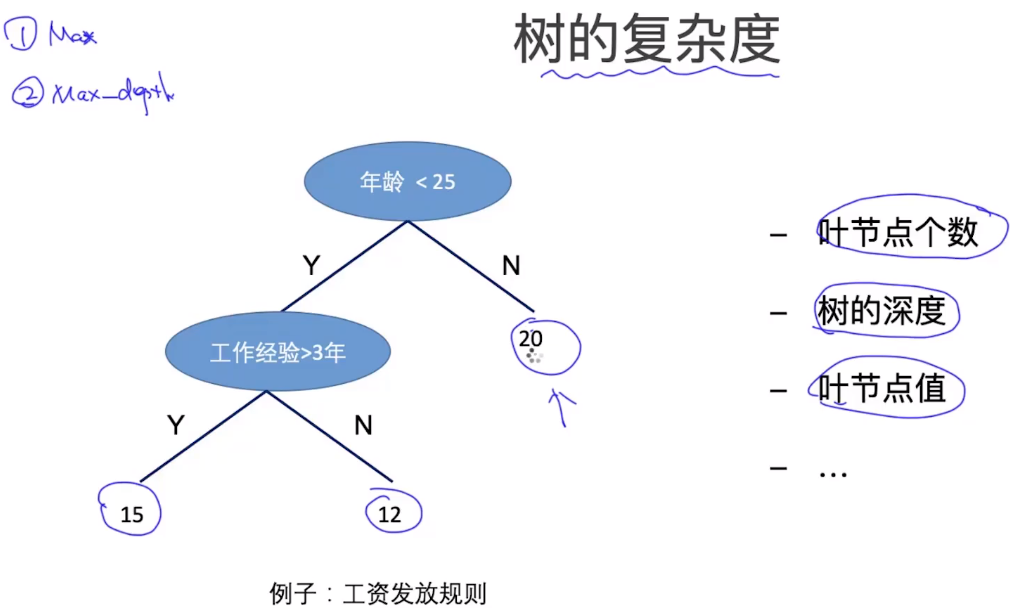 ① Max
树的复杂度
② Max_depth
年龄 < 25
Y
N
工作经验>3年
20
Y
N
15
12
– 叶节点个数
– 树的深度
– 叶节点值
– ...
例子：工资发放规则